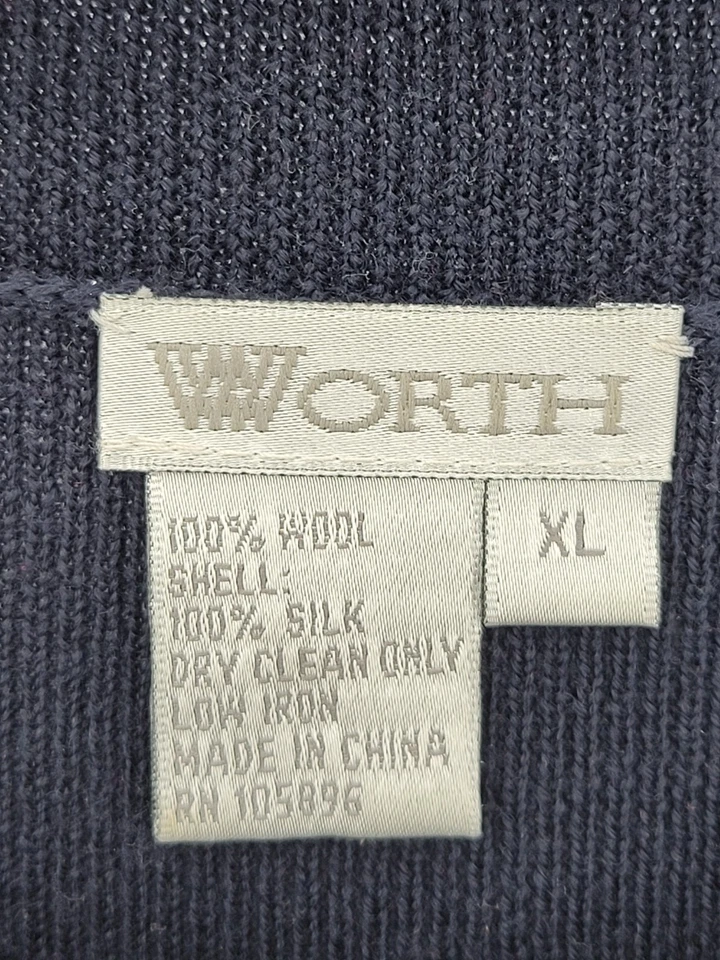 WORTH
XL
100% WOOL
SHELL:
100% SILK
DRY CLEAN ONLY
LOW IRON
MADE IN CHINA
RN 105896